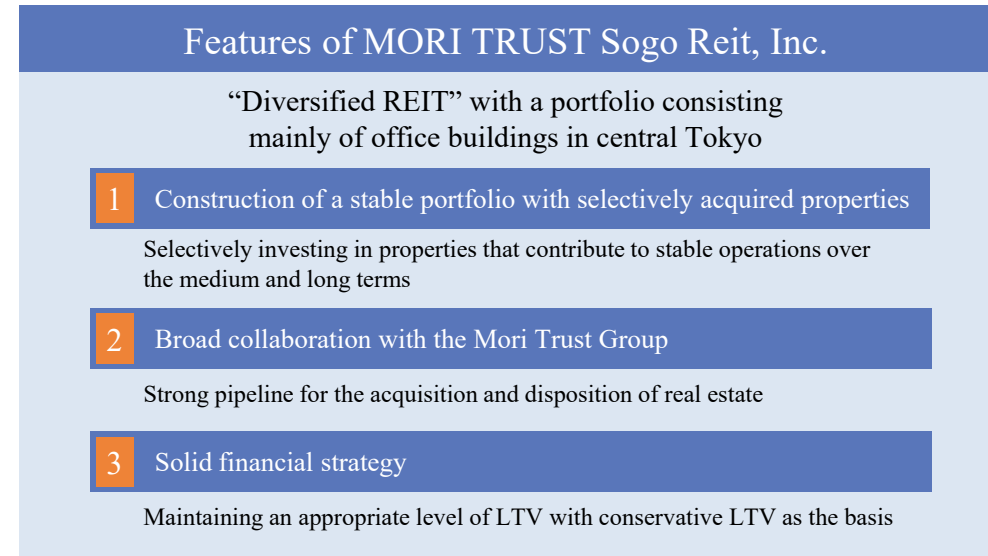 Features of MORI TRUST Sogo Reit, Inc.
“Diversified REIT” with a portfolio consisting
mainly of office buildings in central Tokyo
1 Construction of a stable portfolio with selectively acquired properties
Selectively investing in properties that contribute to stable operations over
the medium and long terms
2 Broad collaboration with the Mori Trust Group
Strong pipeline for the acquisition and disposition of real estate
3 Solid financial strategy
Maintaining an appropriate level of LTV with conservative LTV as the basis